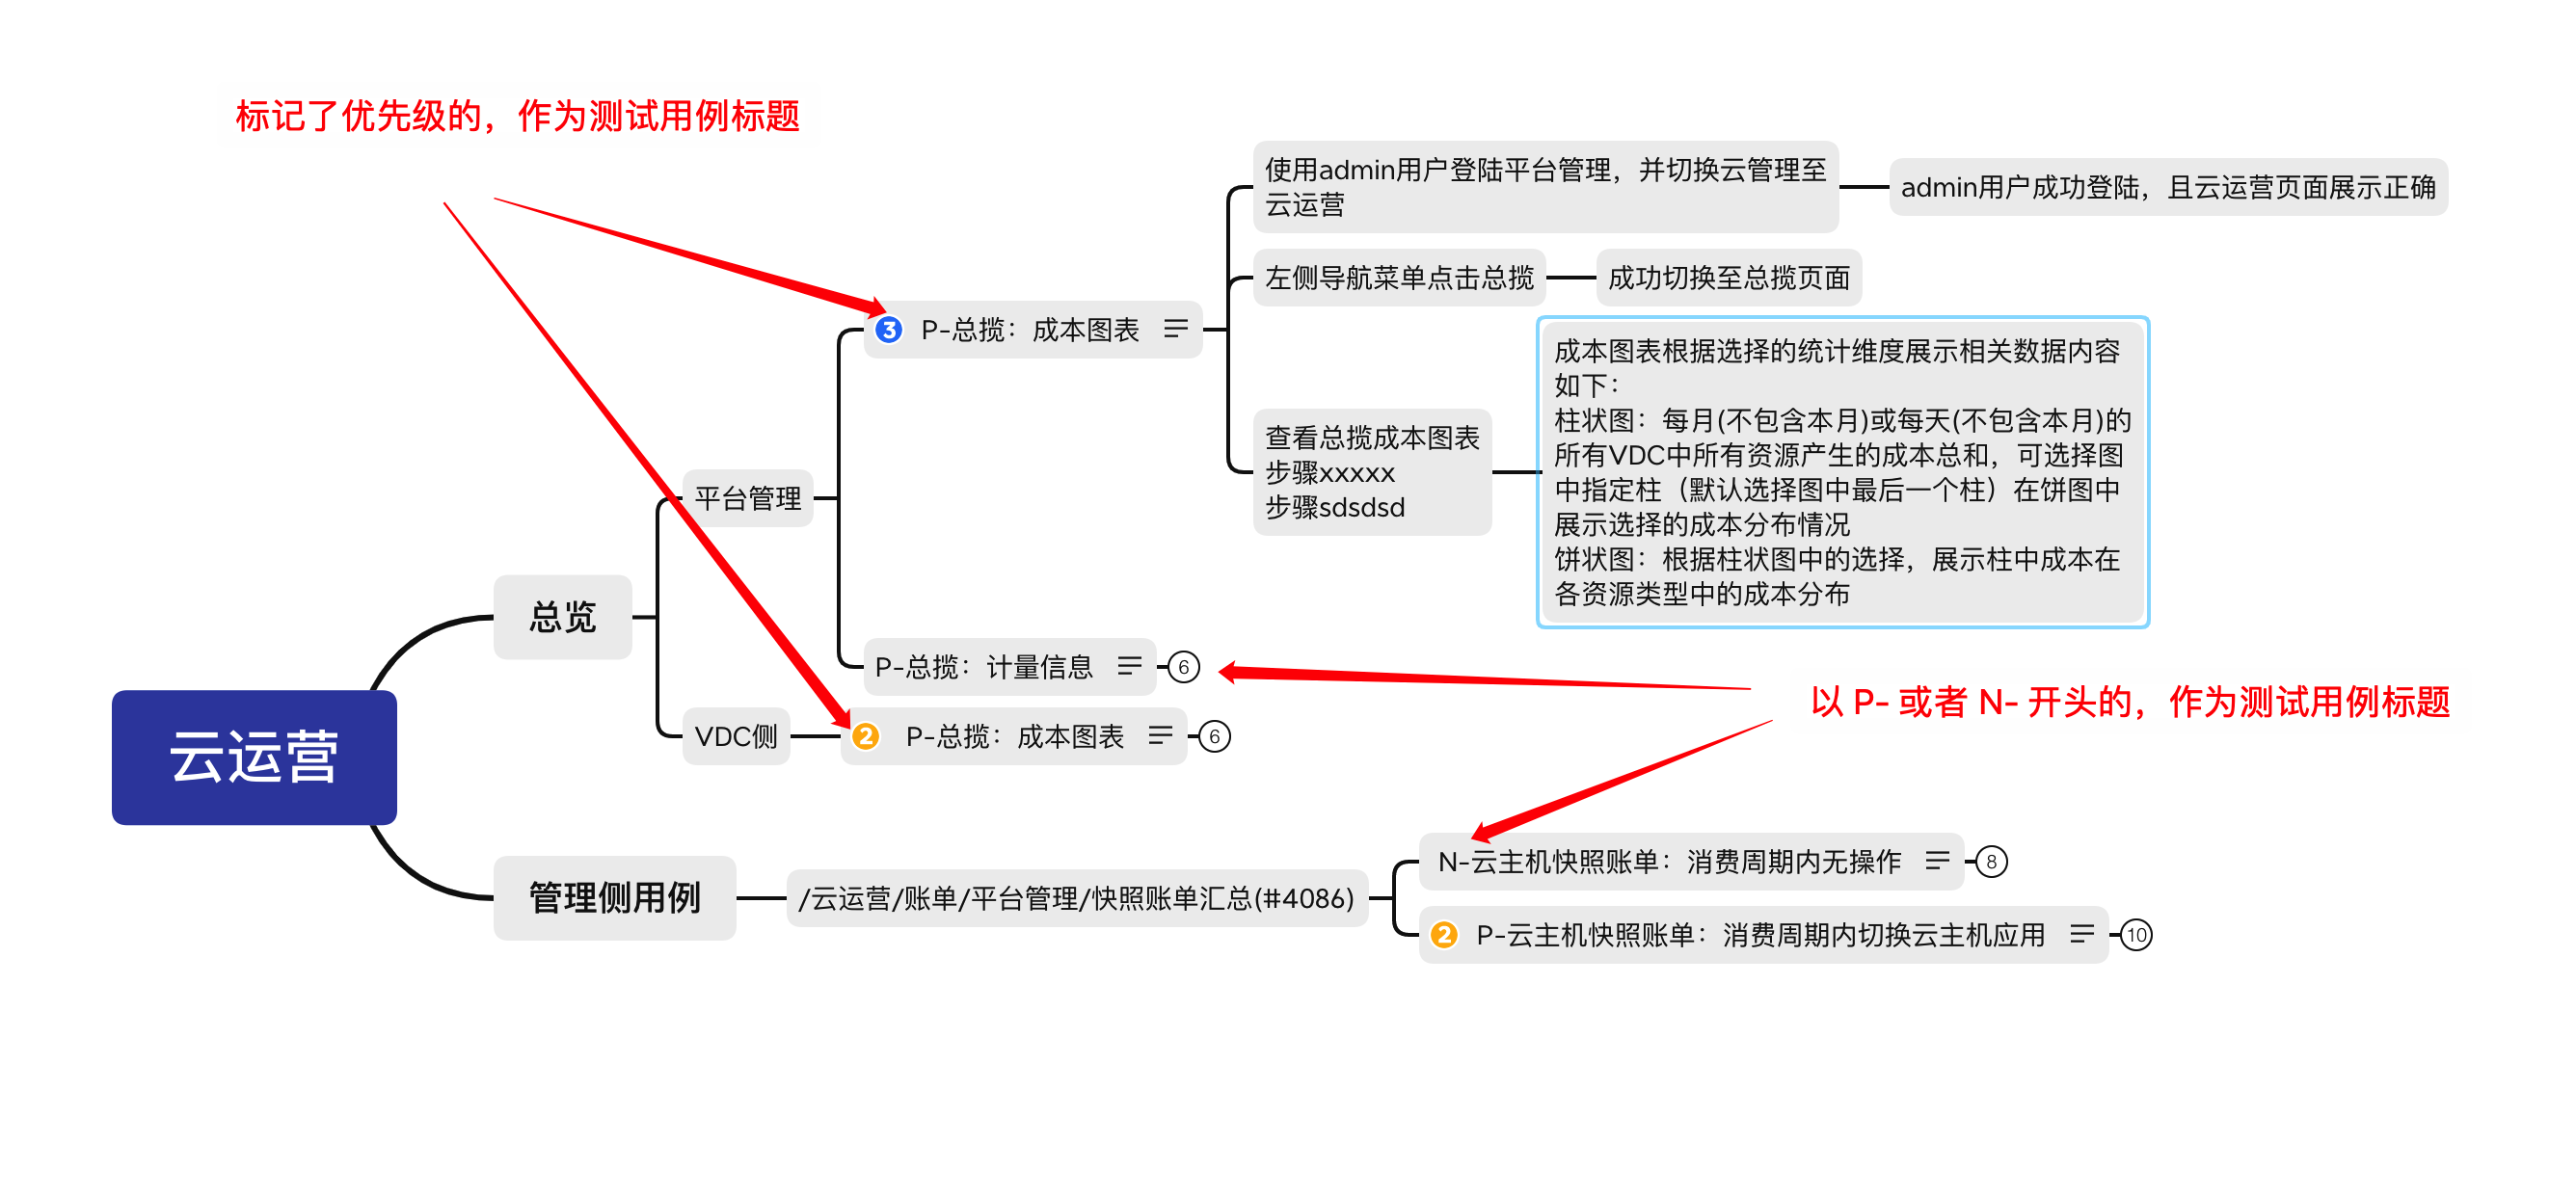 标记了优先级的，作为测试用例标题
使用admin用户登陆平台管理，并切换云管理至
云运营
admin用户成功登陆，且云运营页面展示正确
左侧导航菜单点击总揽
成功切换至总揽页面
3 P-总揽：成本图表
成本图表根据选择的统计维度展示相关数据内容
如下：
柱状图：每月(不包含本月)或每天(不包含本月)的
所有VDC中所有资源产生的成本总和，可选择图
中指定柱（默认选择图中最后一个柱）在饼图中
展示选择的成本分布情况
饼状图：根据柱状图中的选择，展示柱中成本在
各资源类型中的成本分布
查看总揽成本图表
步骤xxxxx
步骤sdsdsd
平台管理
总览
P-总揽：计量信息 6
以 P- 或者 N- 开头的，作为测试用例标题
VDC侧
2 P-总揽：成本图表 6
云运营
N-云主机快照账单：消费周期内无操作 8
管理侧用例
/云运营/账单/平台管理/快照账单汇总(#4086)
2 P-云主机快照账单：消费周期内切换云主机应用 10